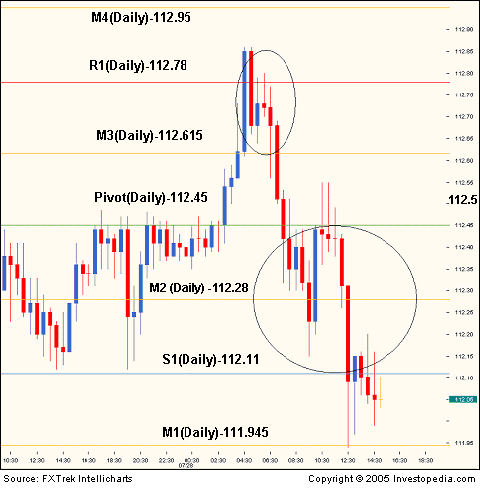 M4(Daily)-112.95
R1(Daily)-112.78
M3(Daily)-112.615
Pivot(Daily)-112.45
M2 (Daily) -112.28
S1(Daily)-112.11
M1(Daily)-111.945
112.90
112.85
112.80
112.75
112.70
112.65
112.60
112.55
112.5
112.45
112.40
112.35
112.30
112.25
112.20
112.15
112.10
112.05
111.95
10:30 12:30 14:30 16:30 18:30 20:30 22:30 00:30 02:30 04:30 06:30 08:30 10:30 12:30 14:30 16:30 18:30
07/28
Source: FXTrek Intellicharts
Copyright © 2005 Investopedia.com